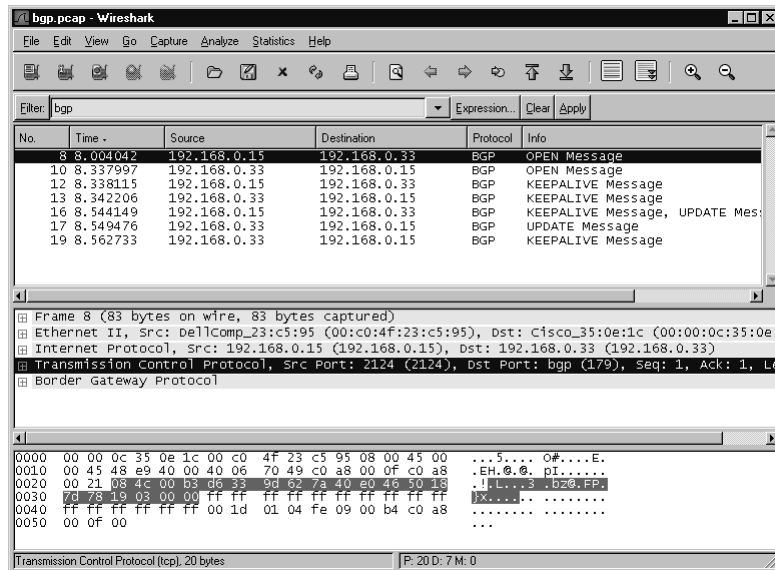 bgp.pcap - Wireshark
File Edit View Go Capture Analyze Statistics Help
Filter: bgp Expression... Clear Apply
No. Time Source Destination Protocol Info
8 8.004042 192.168.0.15 192.168.0.33 BGP OPEN Message
10 8.337997 192.168.0.33 192.168.0.15 BGP OPEN Message
12 8.338115 192.168.0.15 192.168.0.33 BGP KEEPALIVE Message
13 8.342206 192.168.0.33 192.168.0.15 BGP KEEPALIVE Message
16 8.544149 192.168.0.15 192.168.0.33 BGP KEEPALIVE Message, UPDATE Mes
17 8.549476 192.168.0.33 192.168.0.15 BGP UPDATE Message
19 8.562733 192.168.0.33 192.168.0.15 BGP KEEPALIVE Message
Frame 8 (83 bytes on wire, 83 bytes captured)
Ethernet II, Src: DellComp_23:c5:95 (00:c0:4f:23:c5:95), Dst: Cisco_35:0e:1c (00:00:0c:35:0e
Internet Protocol, Src: 192.168.0.15 (192.168.0.15), Dst: 192.168.0.33 (192.168.0.33)
Transmission Control Protocol, Src Port: 2124 (2124), Dst Port: bgp (179), Seq: 1, Ack: 1, Le
Border Gateway Protocol
0000 00 00 0c 35 0e 1c 00 c0 4f 23 c5 95 08 00 45 00 ...5.... O#....E.
0010 00 45 48 e9 40 00 40 06 70 49 c0 a8 00 0f c0 a8 .EH.@.@. pI......
0020 00 21 08 4c 00 b3 d6 33 9d 62 7a 40 e0 46 50 18 .!.L...3 .bz@.FP.
0030 7d 78 19 03 00 00 ff ff ff ff ff ff ff ff ff ff }x...... ........
0040 ff ff ff ff ff ff 00 1d 01 04 fe 09 00 b4 c0 a8 ........ ........
0050 00 0f 00 ...
Transmission Control Protocol (tcp), 20 bytes P: 20 D: 7 M: 0